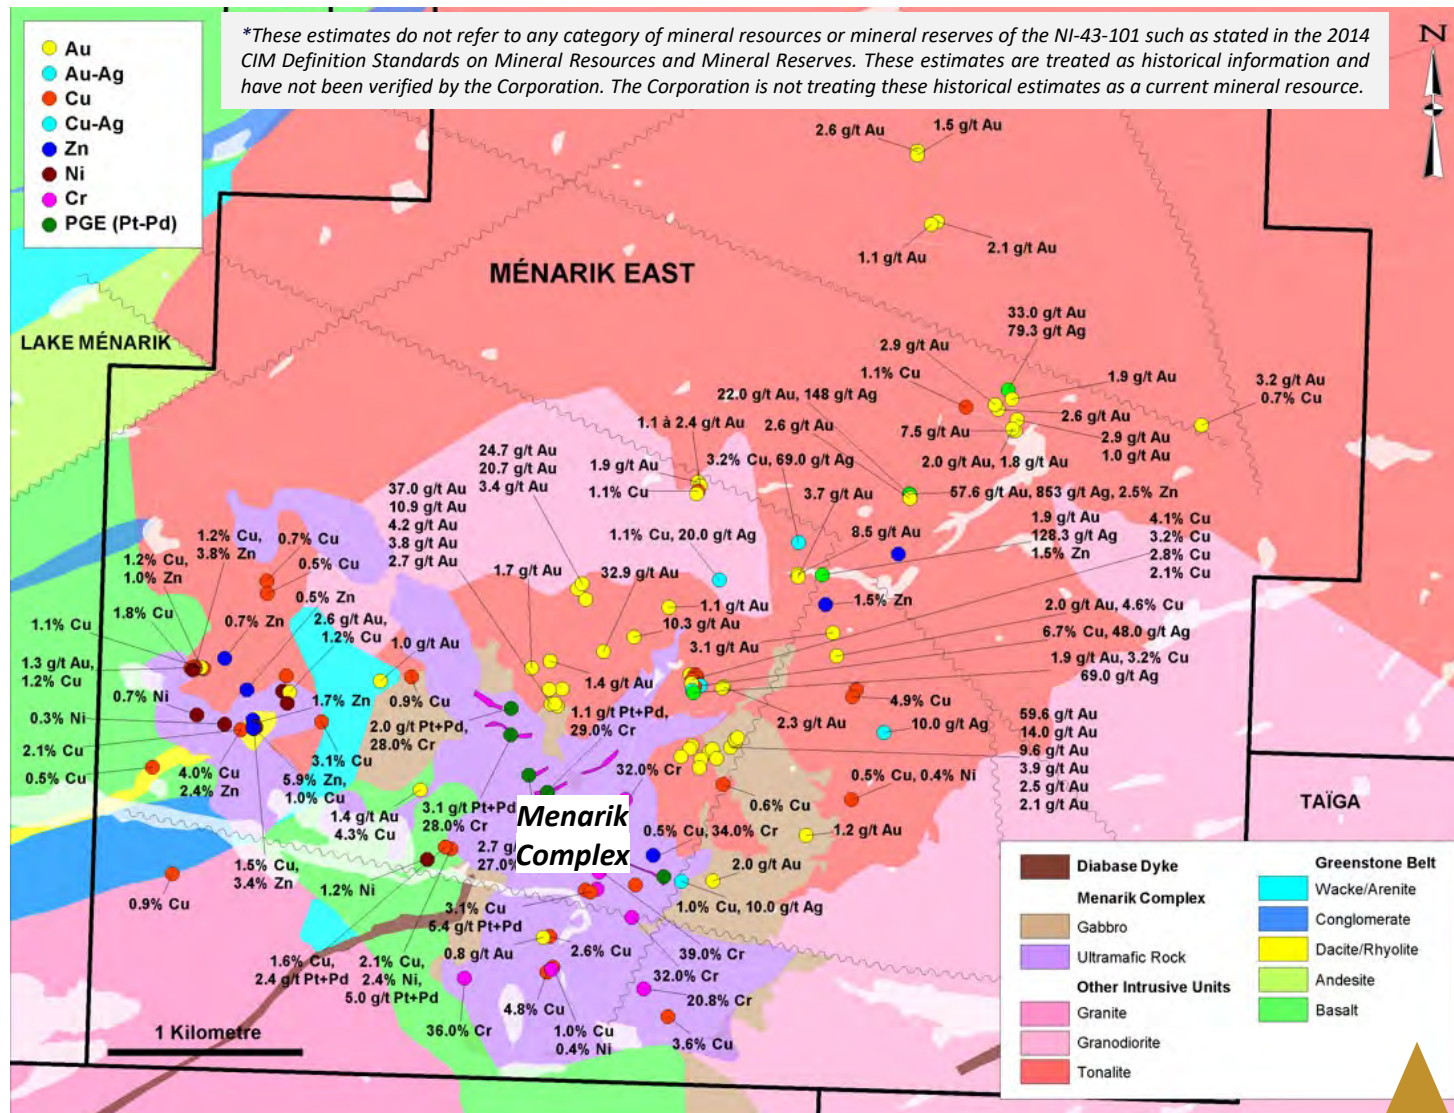 *These estimates do not refer to any category of mineral resources or mineral reserves of the NI-43-101 such as stated in the 2014
CIM Definition Standards on Mineral Resources and Mineral Reserves. These estimates are treated as historical information and
have not been verified by the Corporation. The Corporation is not treating these historical estimates as a current mineral resource.
Au
Au-Ag
Cu
Cu-Ag
Zn
Ni
Cr
PGE (Pt-Pd)
N
2.6 g/t Au
1.5 g/t Au
1.1 g/t Au
2.1 g/t Au
MÉNARIK EAST
LAKE MÉNARIK
33.0 g/t Au
79.3 g/t Ag
2.9 g/t Au
1.1% Cu
1.9 g/t Au
3.2 g/t Au
0.7% Cu
22.0 g/t Au, 148 g/t Ag
2.6 g/t Au
1.1 à 2.4 g/t Au
2.6 g/t Au
7.5 g/t Au
2.9 g/t Au
1.0 g/t Au
2.0 g/t Au, 1.8 g/t Au
24.7 g/t Au
20.7 g/t Au
3.4 g/t Au
1.9 g/t Au
1.1% Cu
3.2% Cu, 69.0 g/t Ag
3.7 g/t Au
57.6 g/t Au, 853 g/t Ag, 2.5% Zn
37.0 g/t Au
10.9 g/t Au
4.2 g/t Au
3.8 g/t Au
2.7 g/t Au
1.1% Cu, 20.0 g/t Ag
8.5 g/t Au
1.9 g/t Au
128.3 g/t Ag
1.5% Zn
4.1% Cu
3.2% Cu
2.8% Cu
2.1% Cu
1.2% Cu,
3.8% Zn
0.7% Cu
1.2% Cu,
1.0% Zn
0.5% Cu
0.5% Zn
1.8% Cu
1.1% Cu
0.7% Zn
2.6 g/t Au,
1.2% Cu
1.7 g/t Au
32.9 g/t Au
1.1 g/t Au
10.3 g/t Au
1.5% Zn
2.0 g/t Au, 4.6% Cu
6.7% Cu, 48.0 g/t Ag
1.9 g/t Au, 3.2% Cu
69.0 g/t Ag
3.1 g/t Au
1.0 g/t Au
1.3 g/t Au,
1.2% Cu
0.7% Ni
0.3% Ni
2.1% Cu
0.5% Cu
1.7% Zn
0.9% Cu
1.4 g/t Au
2.0 g/t Pt+Pd,
28.0% Cr
1.1 g/t Pt+Pd,
29.0% Cr
2.3 g/t Au
4.9% Cu
10.0 g/t Ag
59.6 g/t Au
14.0 g/t Au
9.6 g/t Au
3.9 g/t Au
2.5 g/t Au
2.1 g/t Au
4.0% Cu
2.4% Zn
3.1% Cu
5.9% Zn,
1.0% Cu
32.0% Cr
0.6% Cu
0.5% Cu, 0.4% Ni
TAÏGA
1.4 g/t Au
4.3% Cu
3.1 g/t Pt+Pd
28.0% Cr
Menarik
Complex
0.5% Cu, 34.0% Cr
1.2 g/t Au
2.7 g/
27.0%
1.5% Cu,
3.4% Zn
1.2% Ni
2.0 g/t Au
0.9% Cu
3.1% Cu
5.4 g/t Pt+Pd
1.0% Cu, 10.0 g/t Ag
0.8 g/t Au
2.6% Cu
39.0% Cr
32.0% Cr
20.8% Cr
1.6% Cu,
2.4 g/t Pt+Pd
2.1% Cu,
2.4% Ni,
5.0 g/t Pt+Pd
36.0% Cr
4.8% Cu
1.0% Cu
0.4% Ni
3.6% Cu
1 Kilometre
Diabase Dyke
Menarik Complex
Gabbro
Ultramafic Rock
Other Intrusive Units
Granite
Granodiorite
Tonalite
Greenstone Belt
Wacke/Arenite
Conglomerate
Dacite/Rhyolite
Andesite
Basalt